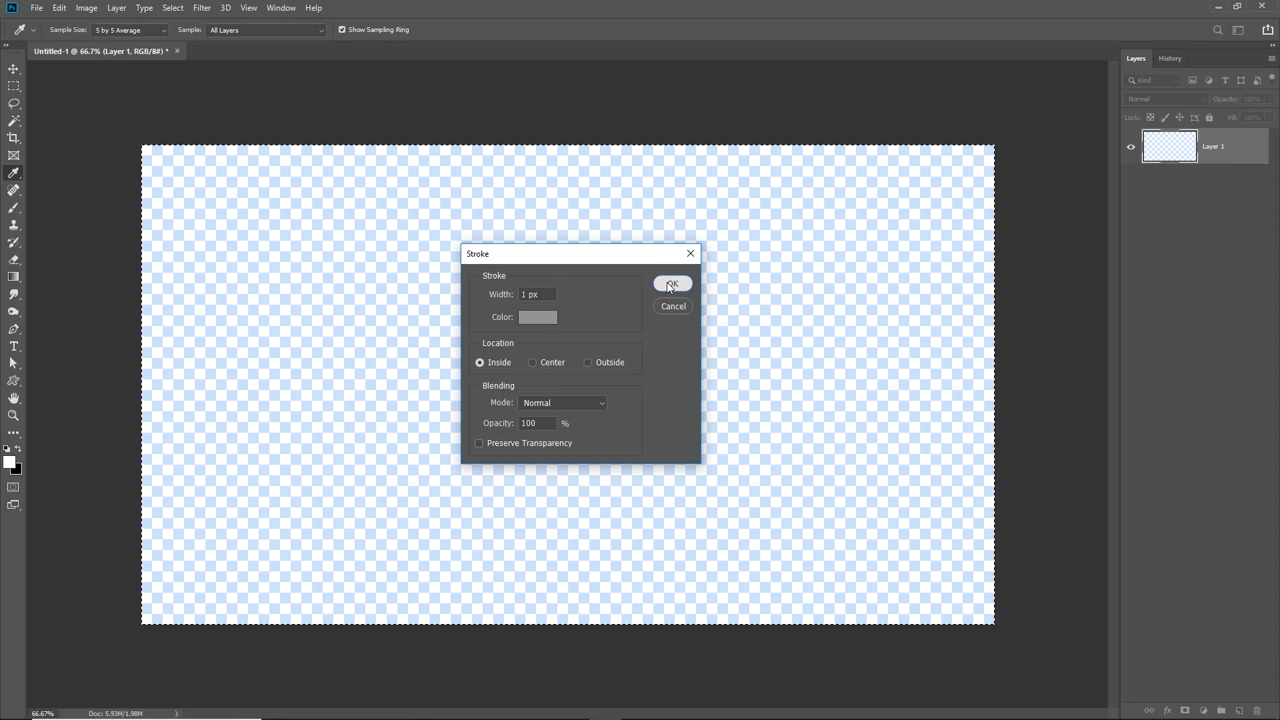 Ps File Edit Image Layer Type Select Filter 3D View Window Help
Sample Size: 5 by 5 Average Sample: All Layers Show Sampling Ring
Untitled-1 @ 66.7% (Layer 1, RGB/8#) * ×
Layers History
Kind
Normal Opacity: 100%
Lock: Fill: 100%
Layer 1
Stroke
Stroke
Width: 1 px
Color:
OK
Cancel
Location
Inside Center Outside
Blending
Mode: Normal
Opacity: 100 %
Preserve Transparency
66.67% Doc: 5.93M/1.98M